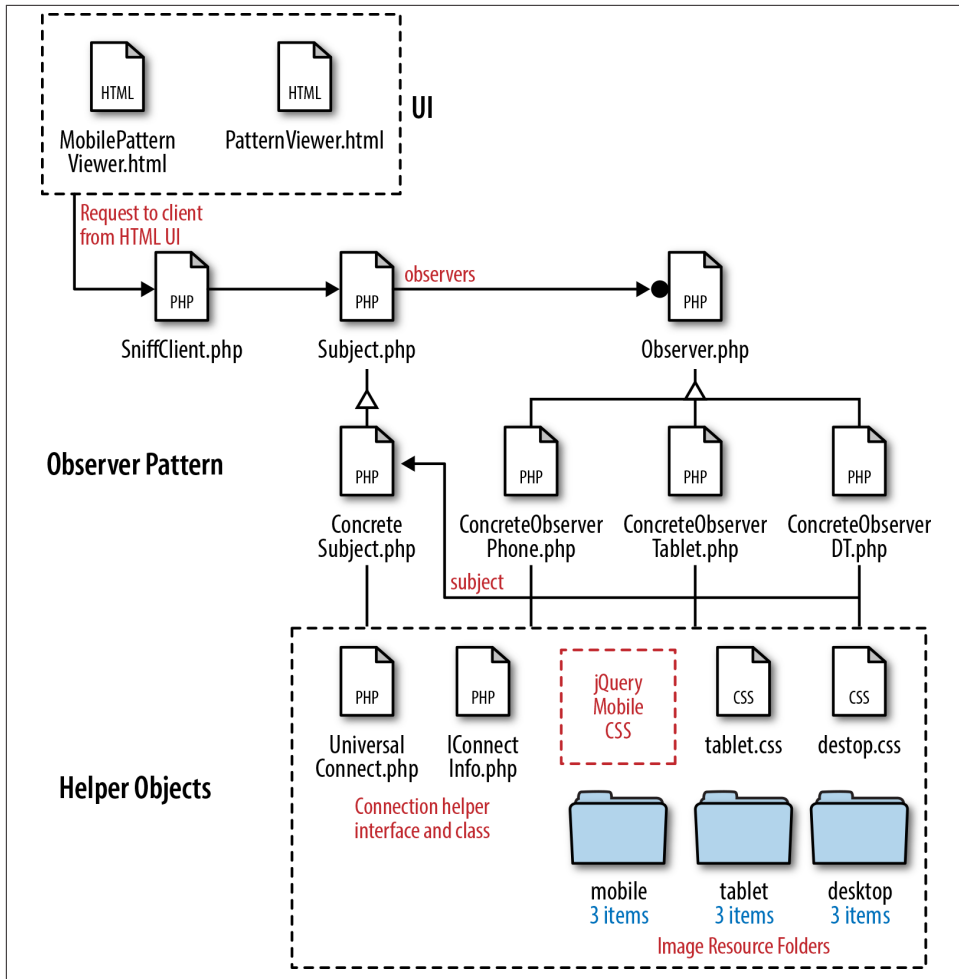 HTML
HTML
MobilePattern
Viewer.html
PatternViewer.html
UI
Request to client
from HTML UI
PHP
SniffClient.php
PHP
Subject.php
observers
PHP
Observer.php
Observer Pattern
PHP
Concrete
Subject.php
PHP
ConcreteObserver
Phone.php
PHP
ConcreteObserver
Tablet.php
PHP
ConcreteObserver
DT.php
subject
Helper Objects
PHP
Universal
Connect.php
PHP
IConnect
Info.php
Connection helper
interface and class
jQuery
Mobile
CSS
CSS
tablet.css
CSS
destop.css
mobile
3 items
tablet
3 items
desktop
3 items
Image Resource Folders